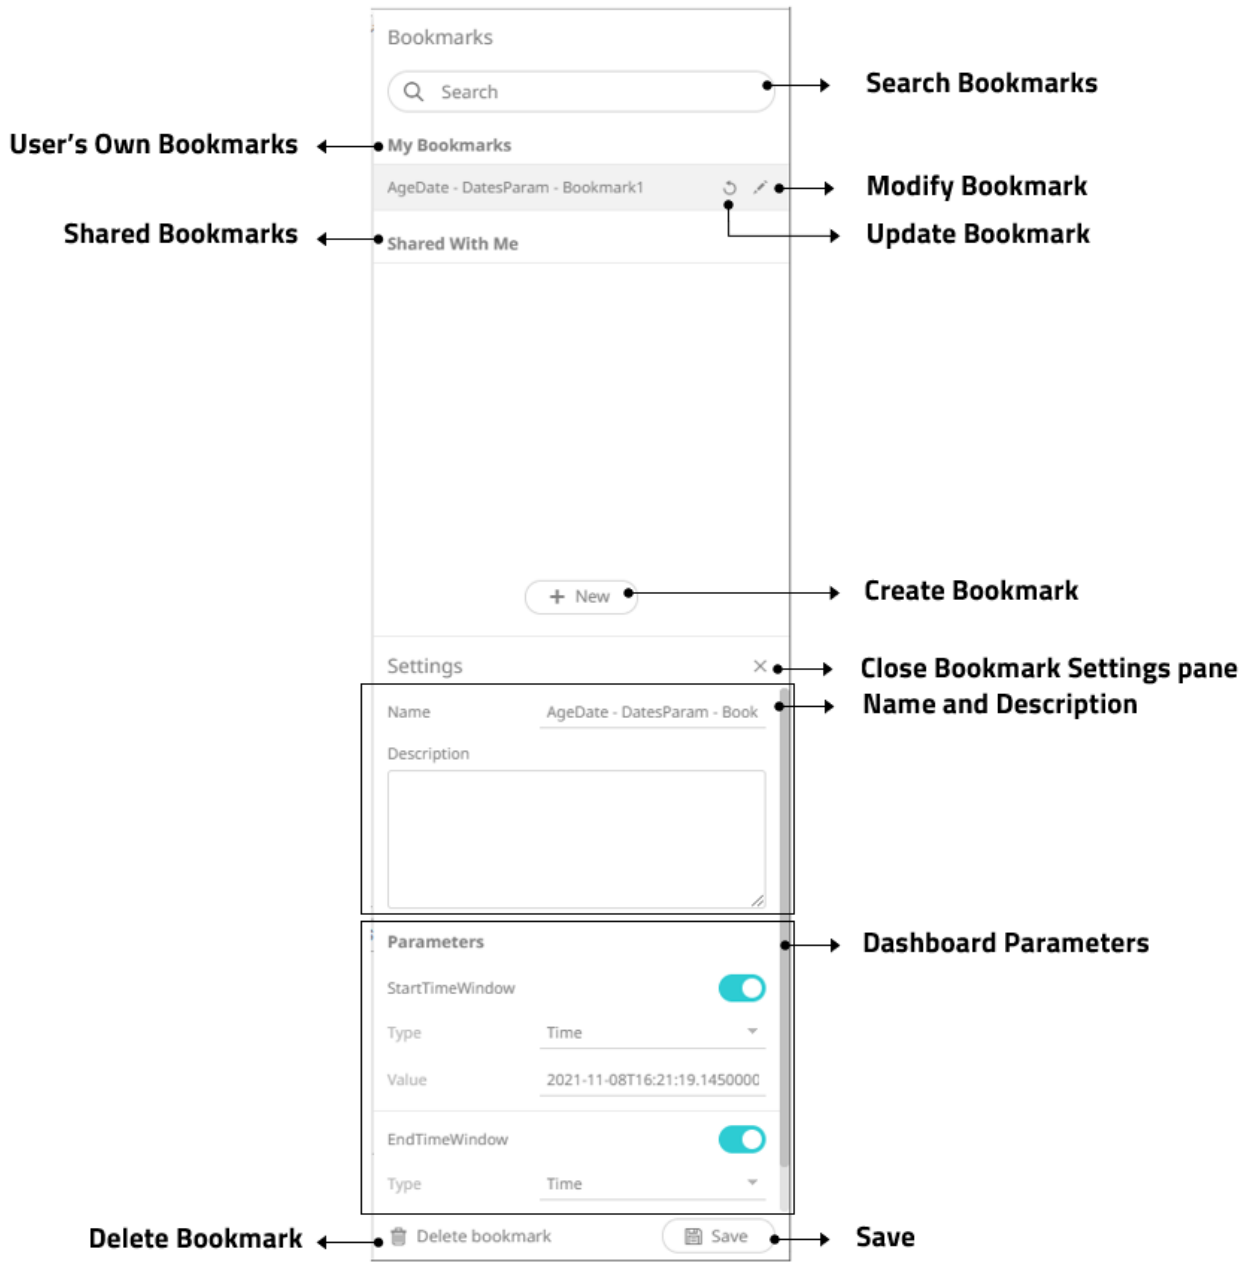 Bookmarks
Search
Search Bookmarks
User's Own Bookmarks
My Bookmarks
AgeDate - DatesParam - Bookmark1
Modify Bookmark
Shared Bookmarks
Shared With Me
Update Bookmark
+ New
Create Bookmark
Settings
Close Bookmark Settings pane
Name
AgeDate - DatesParam - Book
Name and Description
Description
Parameters
Dashboard Parameters
StartTimeWindow
Type
Time
Value
2021-11-08T16:21:19.1450000
EndTimeWindow
Type
Time
Delete Bookmark
Delete bookmark
Save
Save